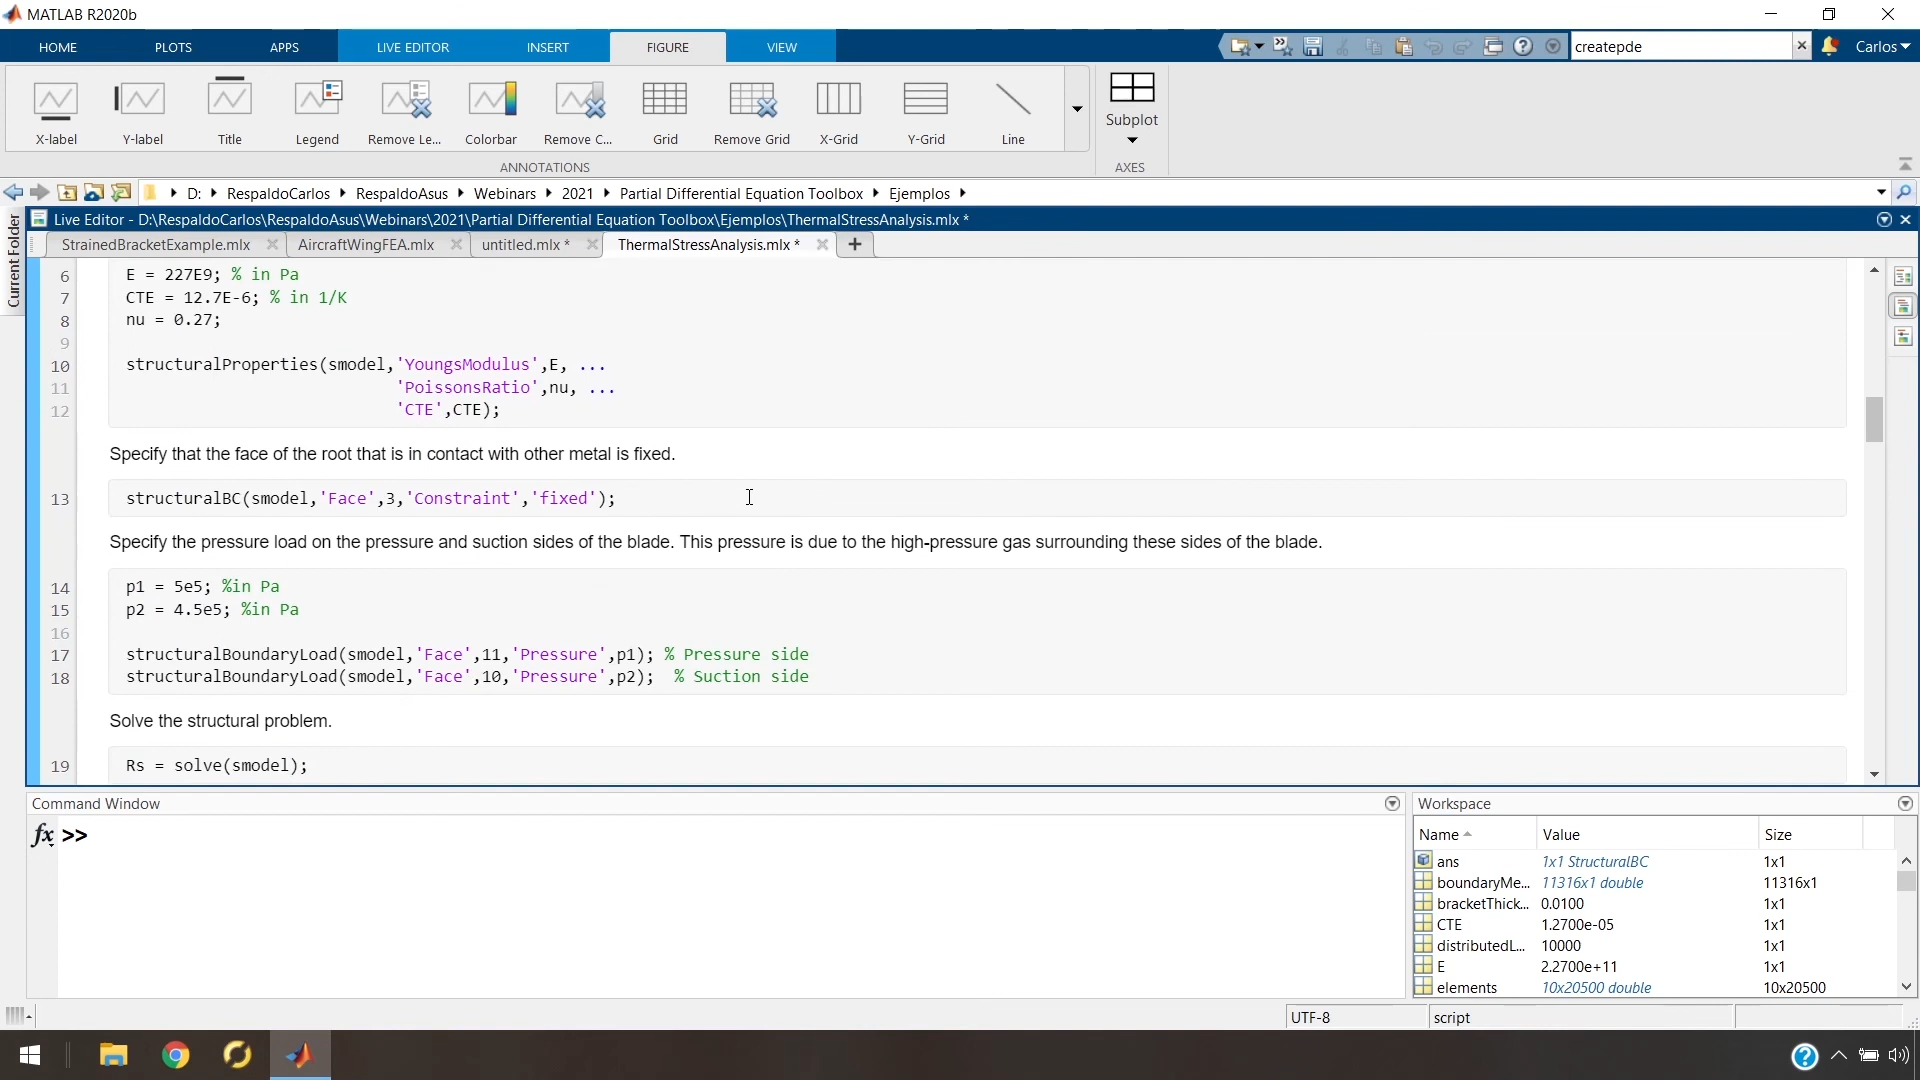 MATLAB R2020b
HOME PLOTS APPS LIVE EDITOR INSERT FIGURE VIEW
createpde
Carlos
X-label Y-label Title Legend Remove Le... Colorbar Remove C... Grid Remove Grid X-Grid Y-Grid Line
Subplot
ANNOTATIONS AXES
D: RespaldoCarlos RespaldoAsus Webinars 2021 Partial Differential Equation Toolbox Ejemplos
Current Folder
Live Editor - D:\RespaldoCarlos\RespaldoAsus\Webinars\2021\Partial Differential Equation Toolbox\Ejemplos\ThermalStressAnalysis.mlx *
StrainedBracketExample.mlx AircraftWingFEA.mlx untitled.mlx * ThermalStressAnalysis.mlx *
6 E = 227E9; % in Pa
7 CTE = 12.7E-6; % in 1/K
8 nu = 0.27;
9
10 structuralProperties(smodel,'YoungsModulus',E, ...
11 'PoissonsRatio',nu, ...
12 'CTE',CTE);
Specify that the face of the root that is in contact with other metal is fixed.
13 structuralBC(smodel,'Face',3,'Constraint','fixed');
Specify the pressure load on the pressure and suction sides of the blade. This pressure is due to the high-pressure gas surrounding these sides of the blade.
14 p1 = 5e5; %in Pa
15 p2 = 4.5e5; %in Pa
16
17 structuralBoundaryLoad(smodel,'Face',11,'Pressure',p1); % Pressure side
18 structuralBoundaryLoad(smodel,'Face',10,'Pressure',p2);  % Suction side
Solve the structural problem.
19 Rs = solve(smodel);
Command Window
fx >>
Workspace
Name Value Size
ans 1x1 StructuralBC 1x1
boundaryMe... 11316x1 double 11316x1
bracketThick... 0.0100 1x1
CTE 1.2700e-05 1x1
distributedL... 10000 1x1
E 2.2700e+11 1x1
elements 10x20500 double 10x20500
UTF-8 script